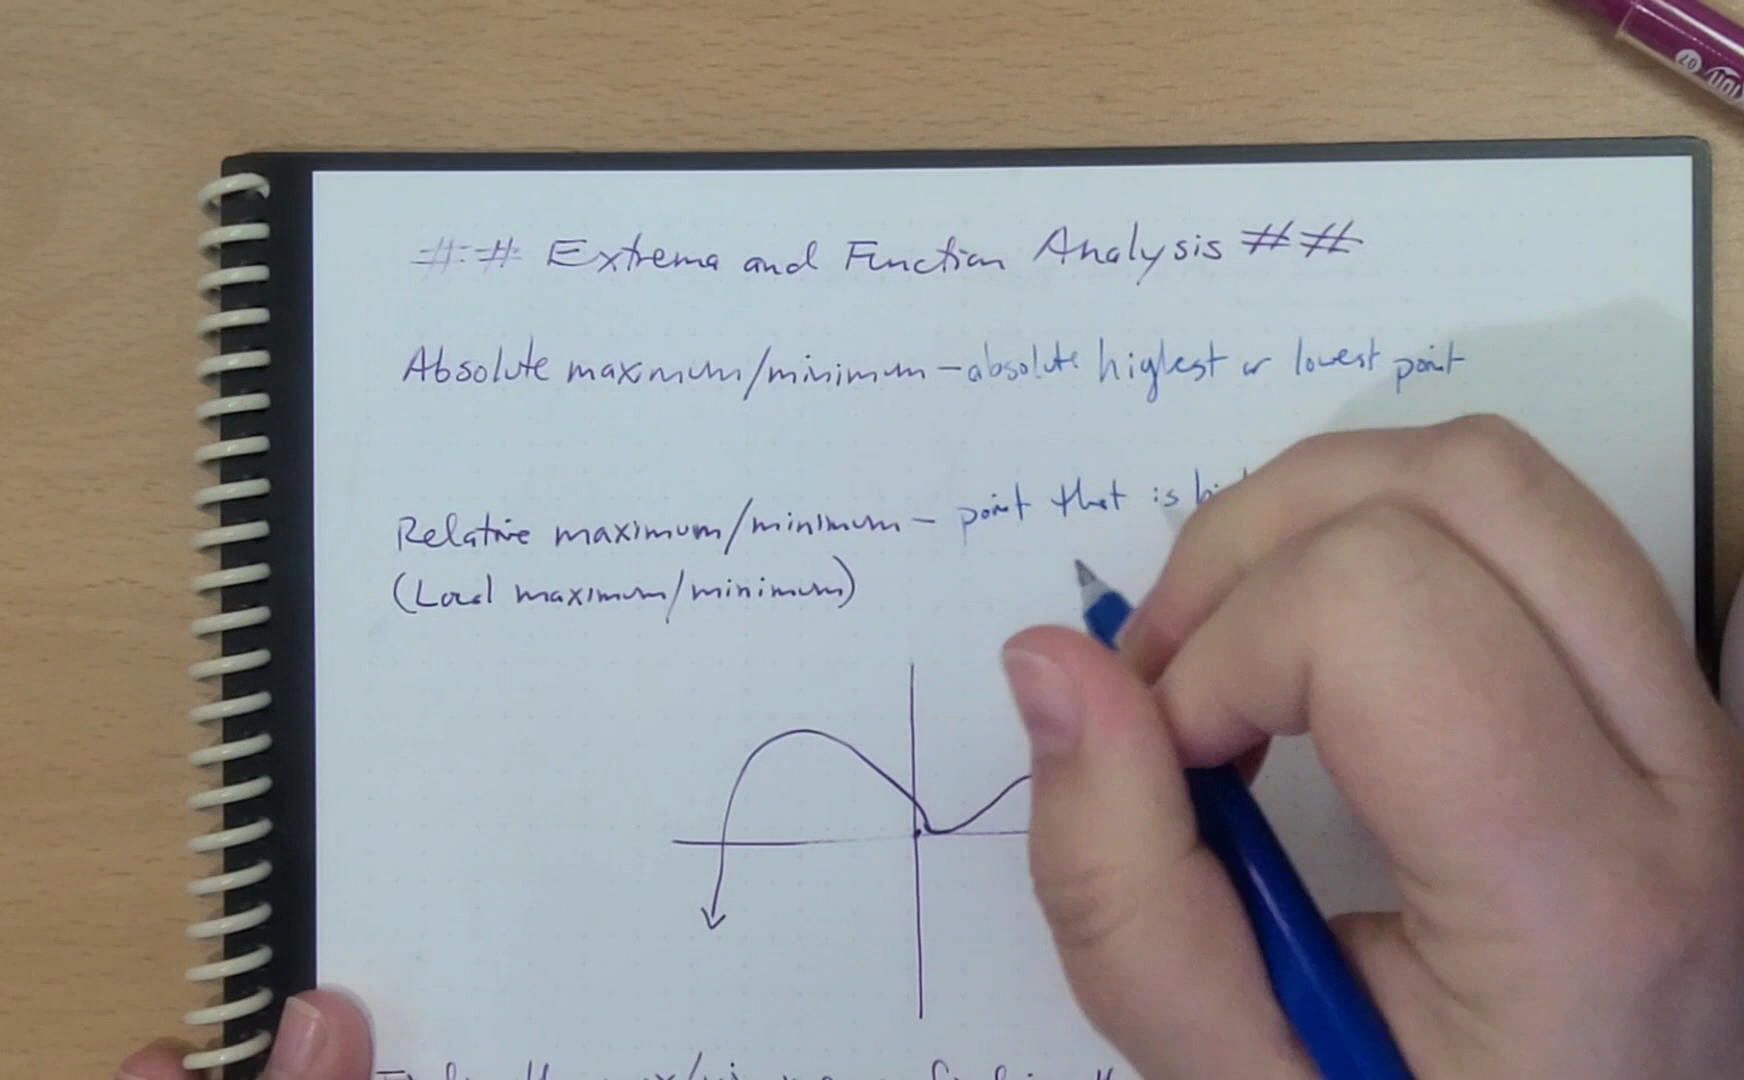 ## Extrema and Function Analysis ##
Absolute maximum/minimum - absolute highest or lowest point
Relative maximum/minimum - point that is
(Local maximum/minimum)
07